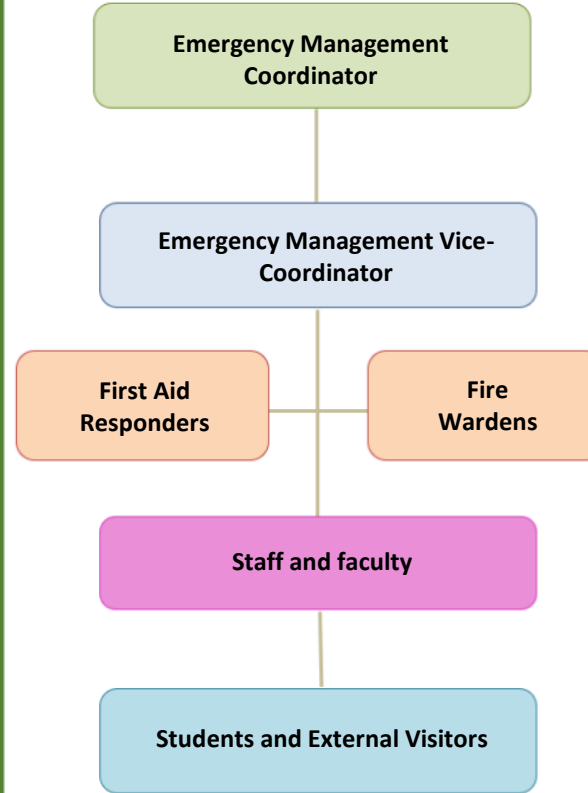 Emergency Management
Coordinator
Emergency Management Vice-
Coordinator
First Aid
Responders
Fire
Wardens
Staff and faculty
Students and External Visitors